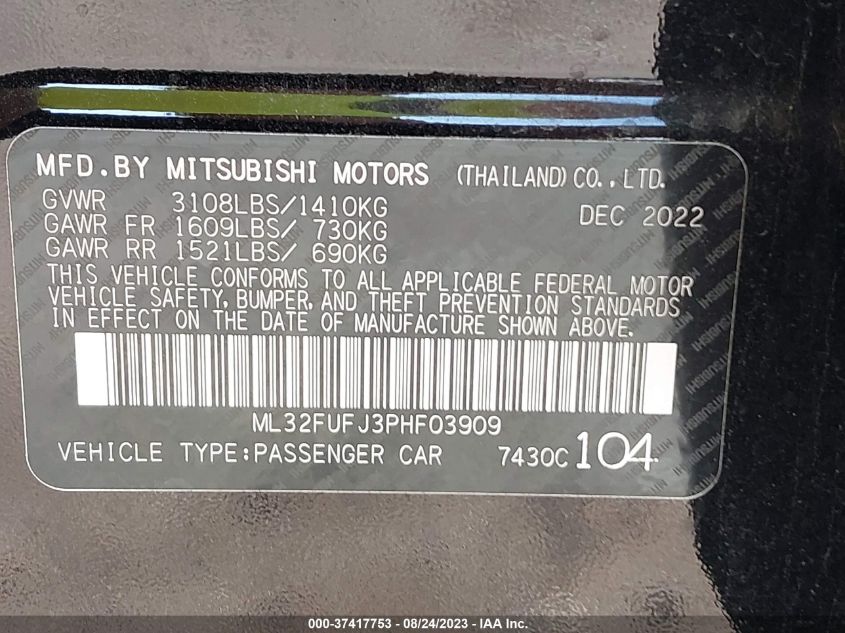 MFD.BY MITSUBISHI MOTORS (THAILAND) CO., LTD.
GVWR 3108LBS/1410KG DEC 2022
GAWR FR 1609LBS/ 730KG
GAWR RR 1521LBS/ 690KG
THIS VEHICLE CONFORMS TO ALL APPLICABLE FEDERAL MOTOR
VEHICLE SAFETY, BUMPER, AND THEFT PREVENTION STANDARDS
IN EFFECT ON THE DATE OF MANUFACTURE SHOWN ABOVE.
ML32FUFJ3PHF03909
VEHICLE TYPE:PASSENGER CAR 7430C 104
000-37417753 - 08/24/2023 - IAA Inc.